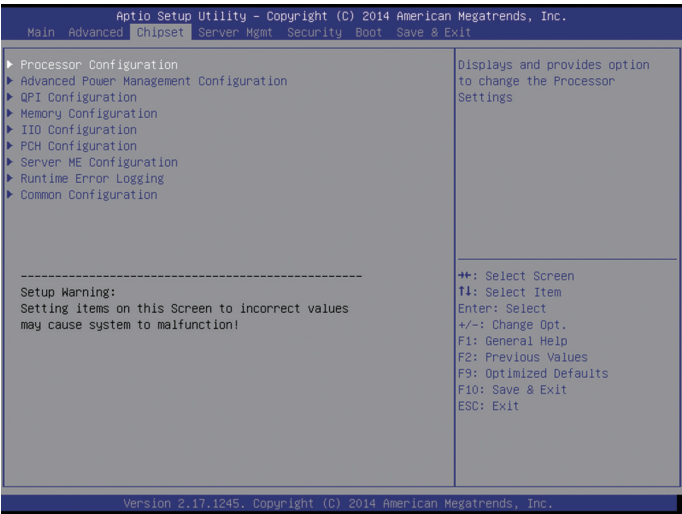 Aptio Setup Utility – Copyright (C) 2014 American Megatrends, Inc.
Main Advanced Chipset Server Mgmt Security Boot Save & Exit
Processor Configuration
Advanced Power Management Configuration
QPI Configuration
Memory Configuration
IIO Configuration
PCH Configuration
Server ME Configuration
Runtime Error Logging
Common Configuration
--------------------------------------------------
Setup Warning:
Setting items on this Screen to incorrect values
may cause system to malfunction!
Displays and provides option
to change the Processor
Settings
→←: Select Screen
↑↓: Select Item
Enter: Select
+/-: Change Opt.
F1: General Help
F2: Previous Values
F9: Optimized Defaults
F10: Save & Exit
ESC: Exit
Version 2.17.1245. Copyright (C) 2014 American Megatrends, Inc.